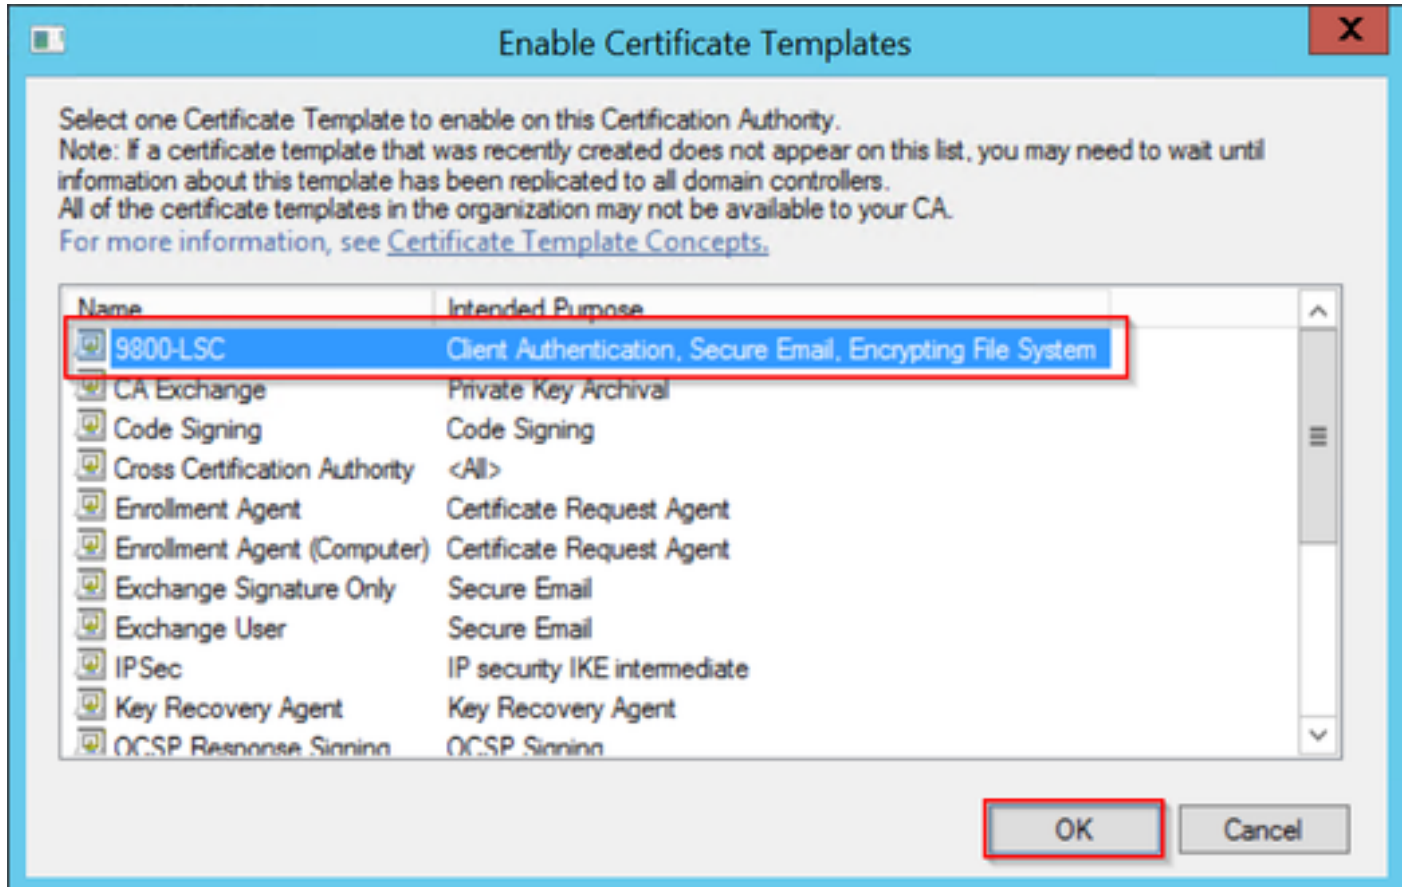 Enable Certificate Templates
X
Select one Certificate Template to enable on this Certification Authority.
Note: If a certificate template that was recently created does not appear on this list, you may need to wait until
information about this template has been replicated to all domain controllers.
All of the certificate templates in the organization may not be available to your CA.
For more information, see Certificate Template Concepts.
Name Intended Purpose
9800-LSC Client Authentication, Secure Email, Encrypting File System
CA Exchange Private Key Archival
Code Signing Code Signing
Cross Certification Authority <All>
Enrollment Agent Certificate Request Agent
Enrollment Agent (Computer) Certificate Request Agent
Exchange Signature Only Secure Email
Exchange User Secure Email
IPSec IP security IKE intermediate
Key Recovery Agent Key Recovery Agent
OCSP Response Signing OCSP Signing
OK Cancel